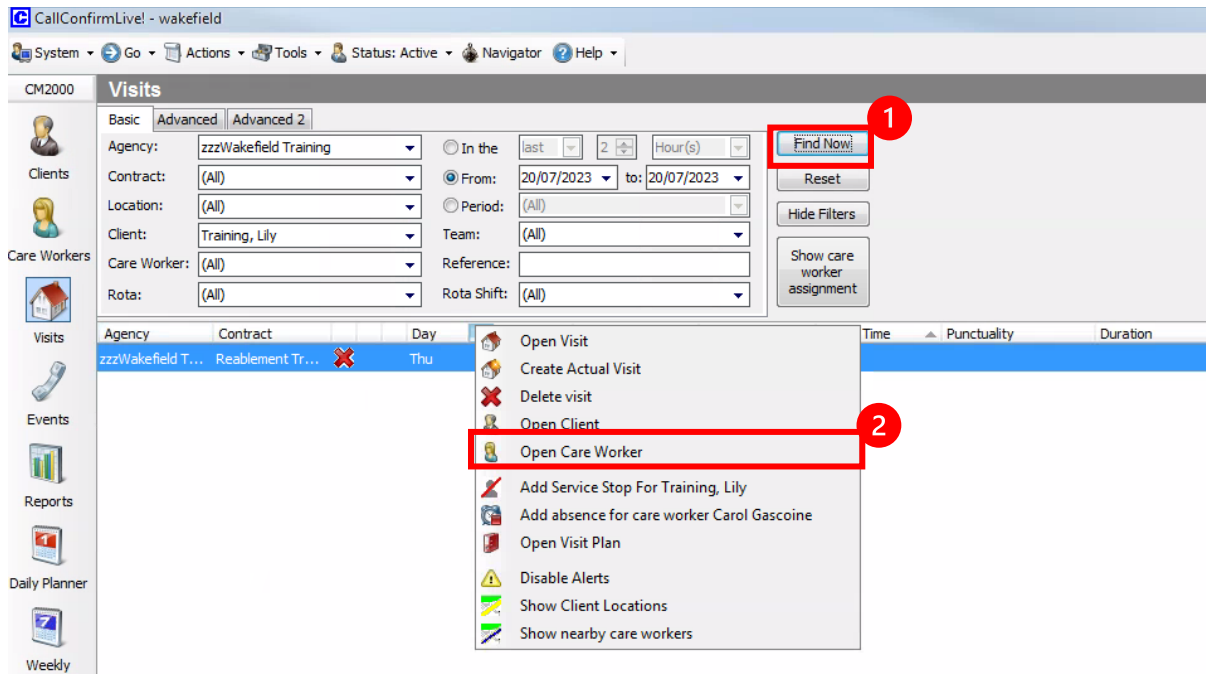 CallConfirmLive! - wakefield
System Go Actions Tools Status: Active Navigator Help
CM2000
Visits
Basic Advanced Advanced 2
Agency: zzzWakefield Training In the last 2 Hour(s) Find Now 1
Contract: (All) From: 20/07/2023 to: 20/07/2023 Reset
Location: (All) Period: (All) Hide Filters
Client: Training, Lily Team: (All)
Care Worker: (All) Reference:
Rota: (All) Rota Shift: (All)
Show care
worker
assignment
Clients
Care Workers
Visits
Events
Reports
Daily Planner
Weekly
Agency Contract Day Time Punctuality Duration
zzzWakefield T... Reablement Tr... Thu
Open Visit
Create Actual Visit
Delete visit
Open Client
Open Care Worker 2
Add Service Stop For Training, Lily
Add absence for care worker Carol Gascoine
Open Visit Plan
Disable Alerts
Show Client Locations
Show nearby care workers